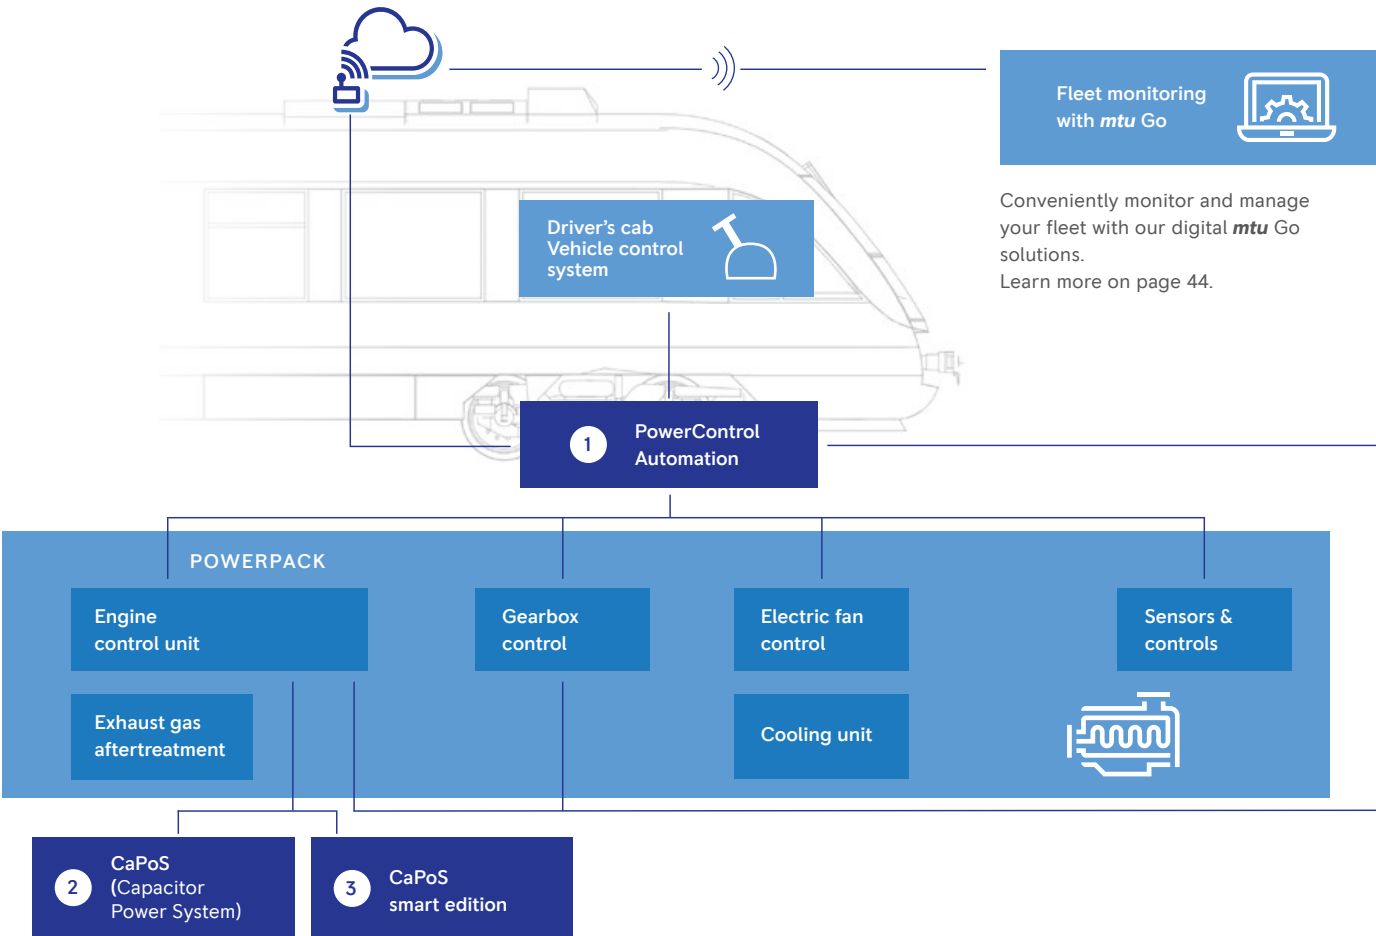 Fleet monitoring
with mtu Go
Conveniently monitor and manage
your fleet with our digital mtu Go
solutions.
Learn more on page 44.
Driver's cab
Vehicle control
system
1
PowerControl
Automation
POWERPACK
Engine
control unit
Gearbox
control
Electric fan
control
Sensors &
controls
Exhaust gas
aftertreatment
Cooling unit
2
CaPoS
(Capacitor
Power System)
3
CaPoS
smart edition